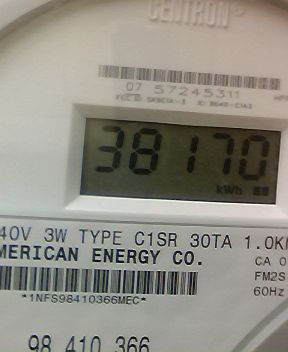 CENTRON®
07 57245311
38170
kWh
40V 3W TYPE C1SR 30TA 1.0K
MERICAN ENERGY CO.
CA 0
FM2S
60Hz
*1NFS98410366MEC*
98 410 366